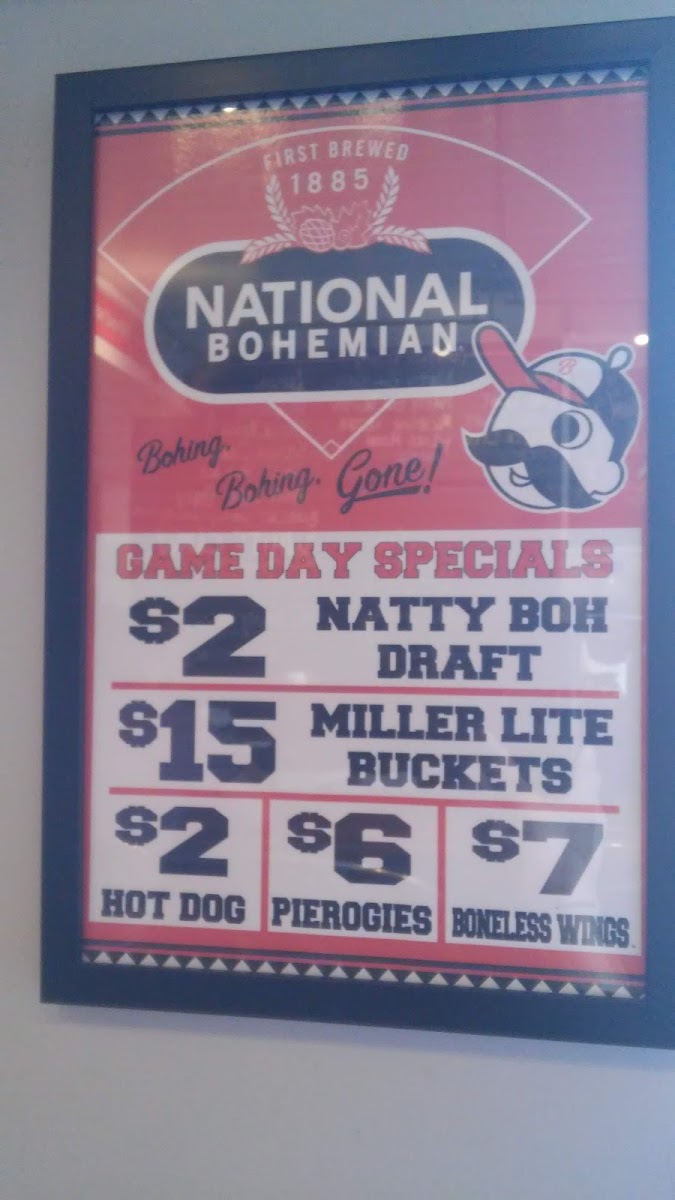 FIRST BREWED
1885
NATIONAL
BOHEMIAN
B
Bohing,
Bohing, Gone!
GAME DAY SPECIALS
$2 NATTY BOH
DRAFT
$15 MILLER LITE
BUCKETS
$2
HOT DOG
$6
PIEROGIES
$7
BONELESS WINGS